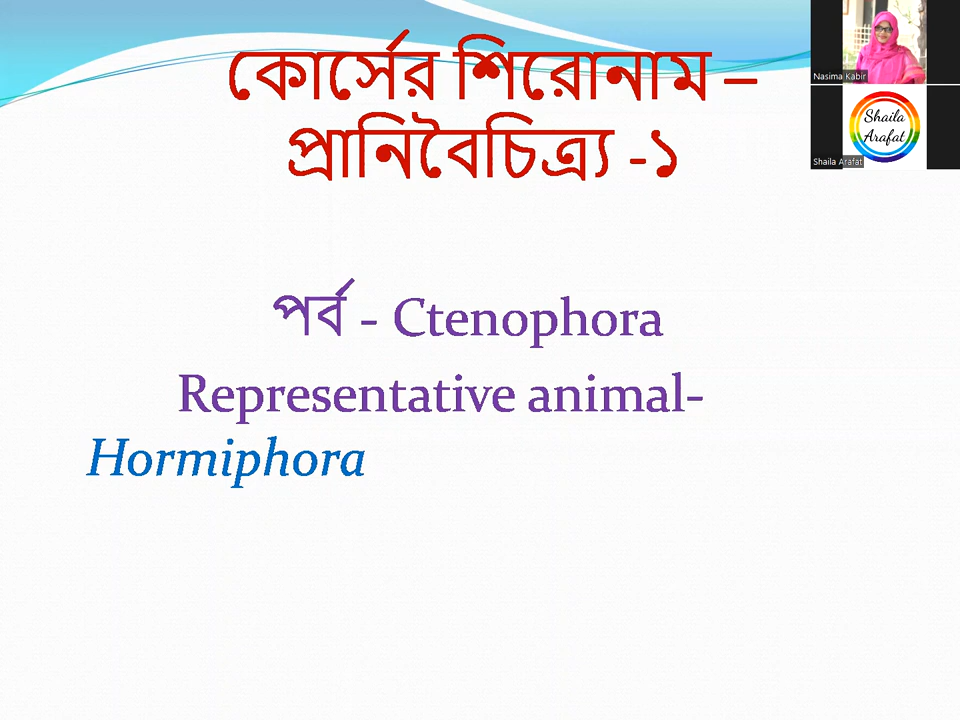 কোর্সের শিরোনাম –
প্রানিবৈচিত্র্য -১
পর্ব - Ctenophora
Representative animal-
Hormiphora
Nasima Kabir
Shaila
Arafat
Shaila Arafat